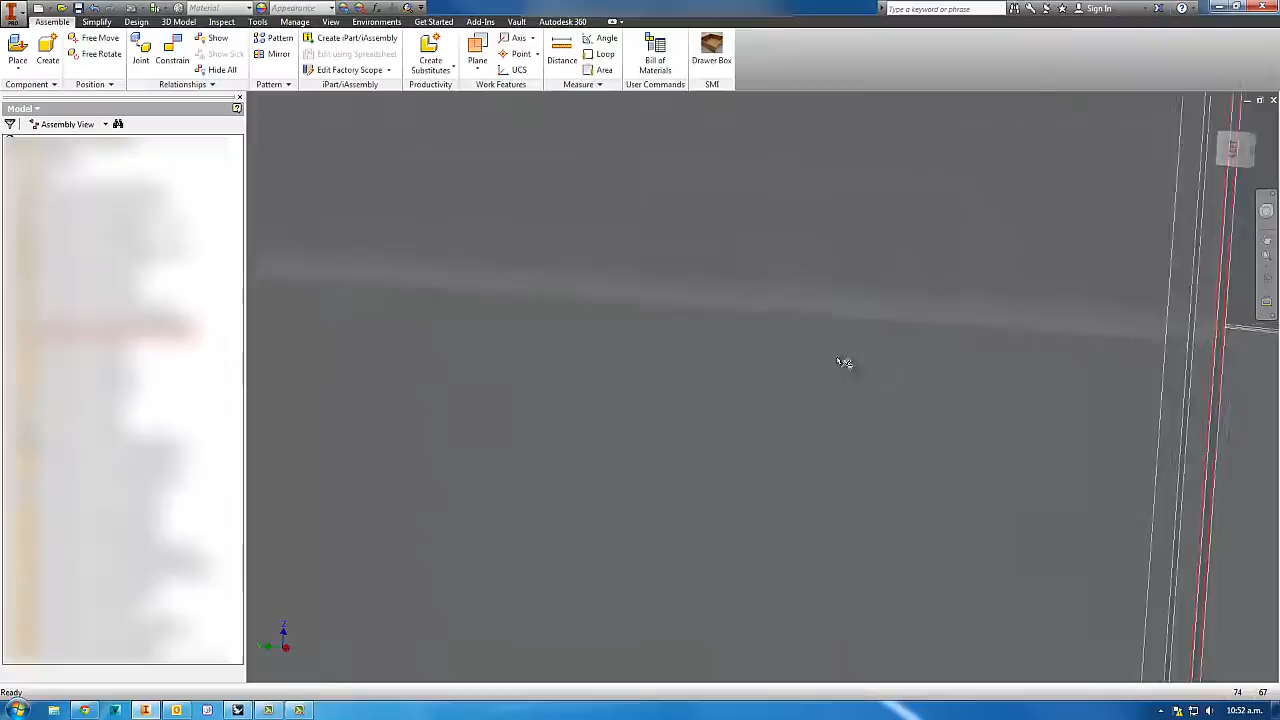 Material
Appearance
Type a keyword or phrase
Sign In
PRO
Assemble Simplify Design 3D Model Inspect Tools Manage View Environments Get Started Add-Ins Vault Autodesk 360
Place
Create
Free Move
Free Rotate
Joint
Constrain
Show
Show Sick
Hide All
Pattern
Mirror
Create iPart/iAssembly
Edit using Spreadsheet
Edit Factory Scope
Create Substitutes
Plane
Axis
Point
UCS
Distance
Angle
Loop
Area
Bill of Materials
Drawer Box
Component Position Relationships Pattern iPart/iAssembly Productivity Work Features Measure User Commands SMI
Model
Assembly View
Z
Y
Ready
74 67
10:52 a.m.